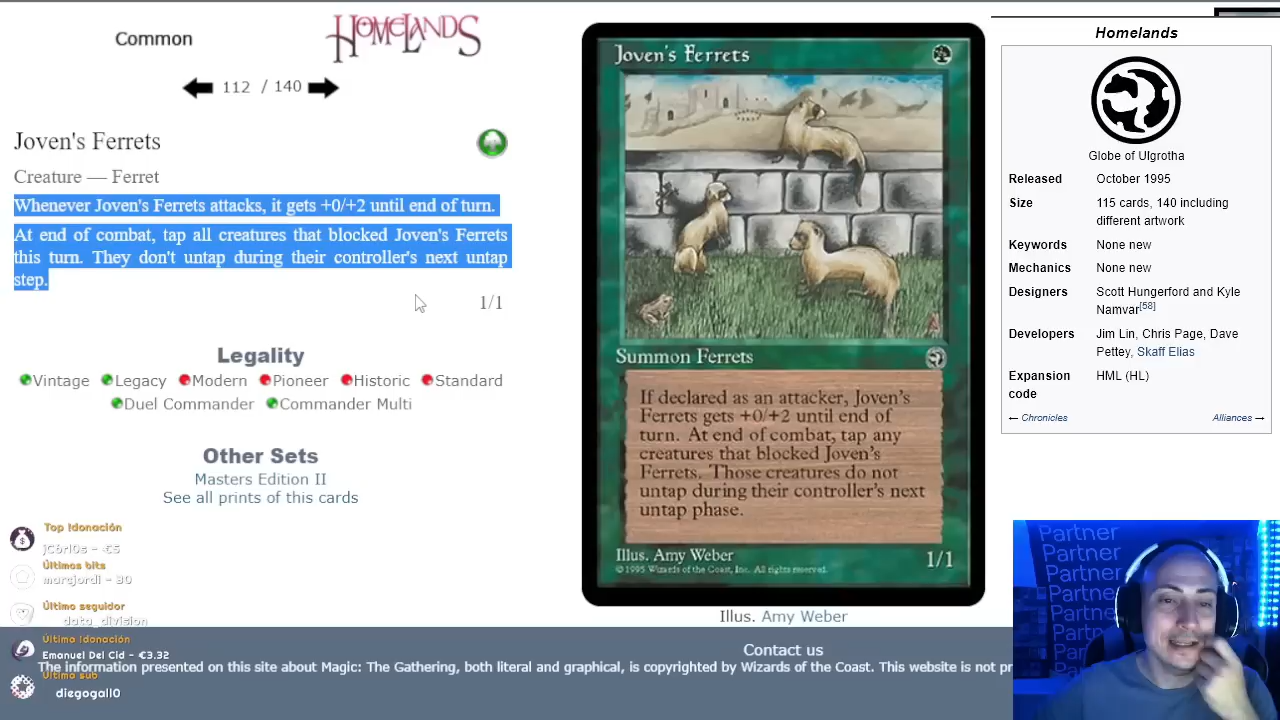 Common
HOMELANDS
112 / 140
Joven's Ferrets
Creature — Ferret
Whenever Joven's Ferrets attacks, it gets +0/+2 until end of turn.
At end of combat, tap all creatures that blocked Joven's Ferrets
this turn. They don't untap during their controller's next untap
step.
1/1
Legality
Vintage Legacy Modern Pioneer Historic Standard
Duel Commander Commander Multi
Other Sets
Masters Edition II
See all prints of this cards
Top !donación
jC0rl0s - €5
Últimos bits
margjordi - 80
Último seguidor
data_division
Última !donación
Emanuel Del Cid - €3.32
Última sub
diegogall0
Joven's Ferrets
Summon Ferrets
If declared as an attacker, Joven's
Ferrets gets +0/+2 until end of
turn. At end of combat, tap any
creatures that blocked Joven's
Ferrets. Those creatures do not
untap during their controller's next
untap phase.
Illus. Amy Weber
1/1
©1995 Wizards of the Coast, Inc. All rights reserved.
Illus. Amy Weber
Contact us
The information presented on this site about Magic: The Gathering, both literal and graphical, is copyrighted by Wizards of the Coast. This website is not pr
Homelands
Globe of Ulgrotha
Released October 1995
Size 115 cards, 140 including
different artwork
Keywords None new
Mechanics None new
Designers Scott Hungerford and Kyle
Namvar[58]
Developers Jim Lin, Chris Page, Dave
Pettey, Skaff Elias
Expansion HML (HL)
code
← Chronicles Alliances →
Partner
Partner
Partner
Partner
Partn